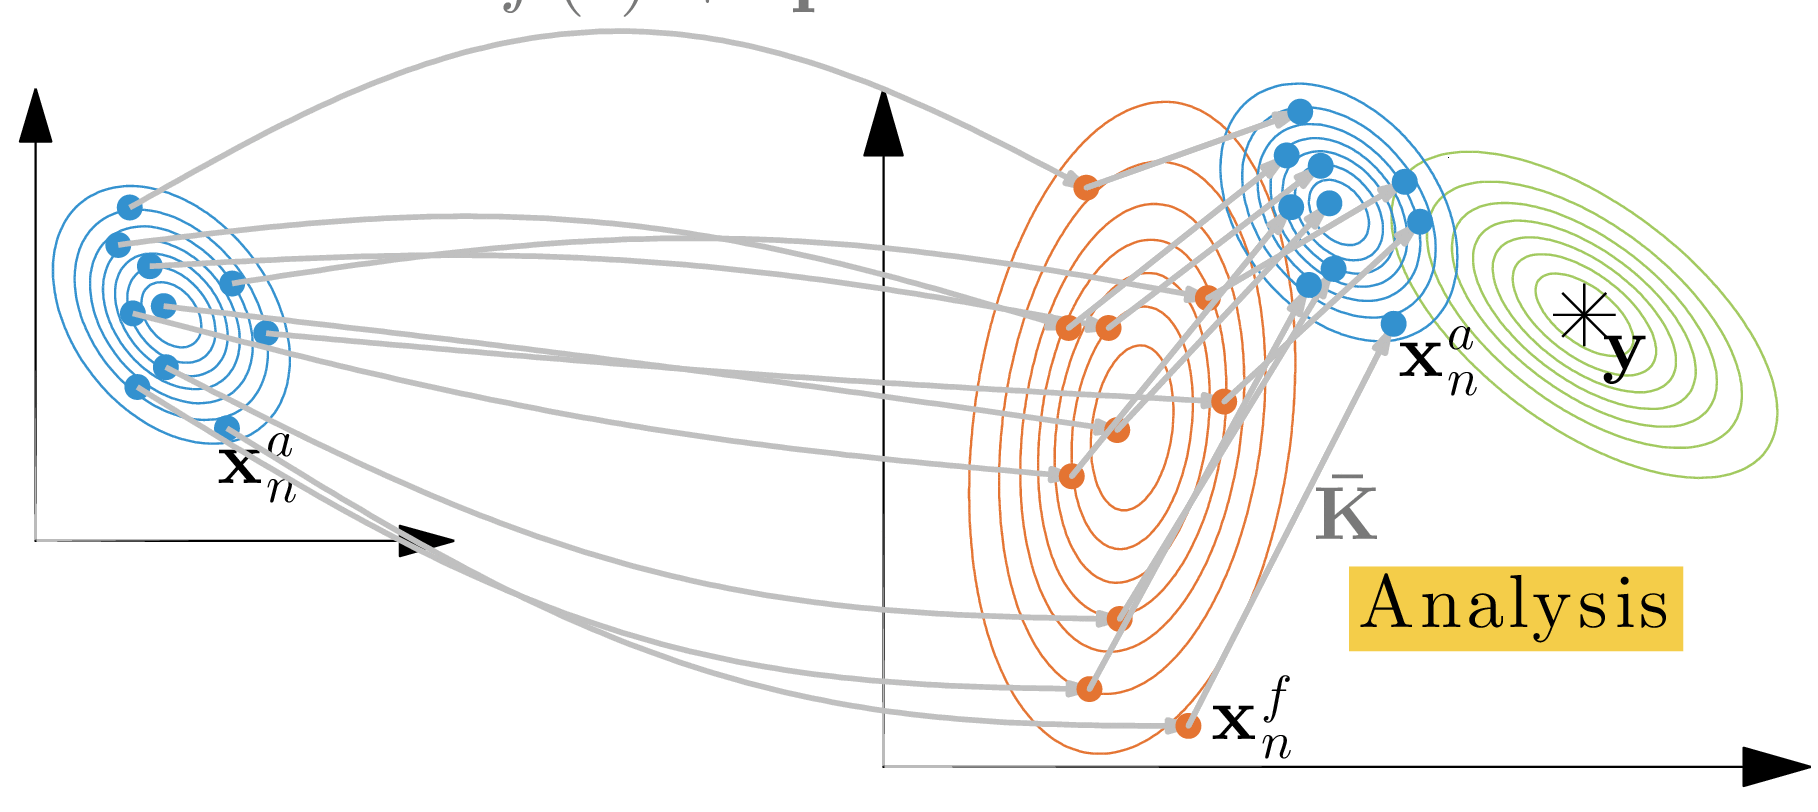 x_n^a
x_n^a
y
K̄
Analysis
x_n^f